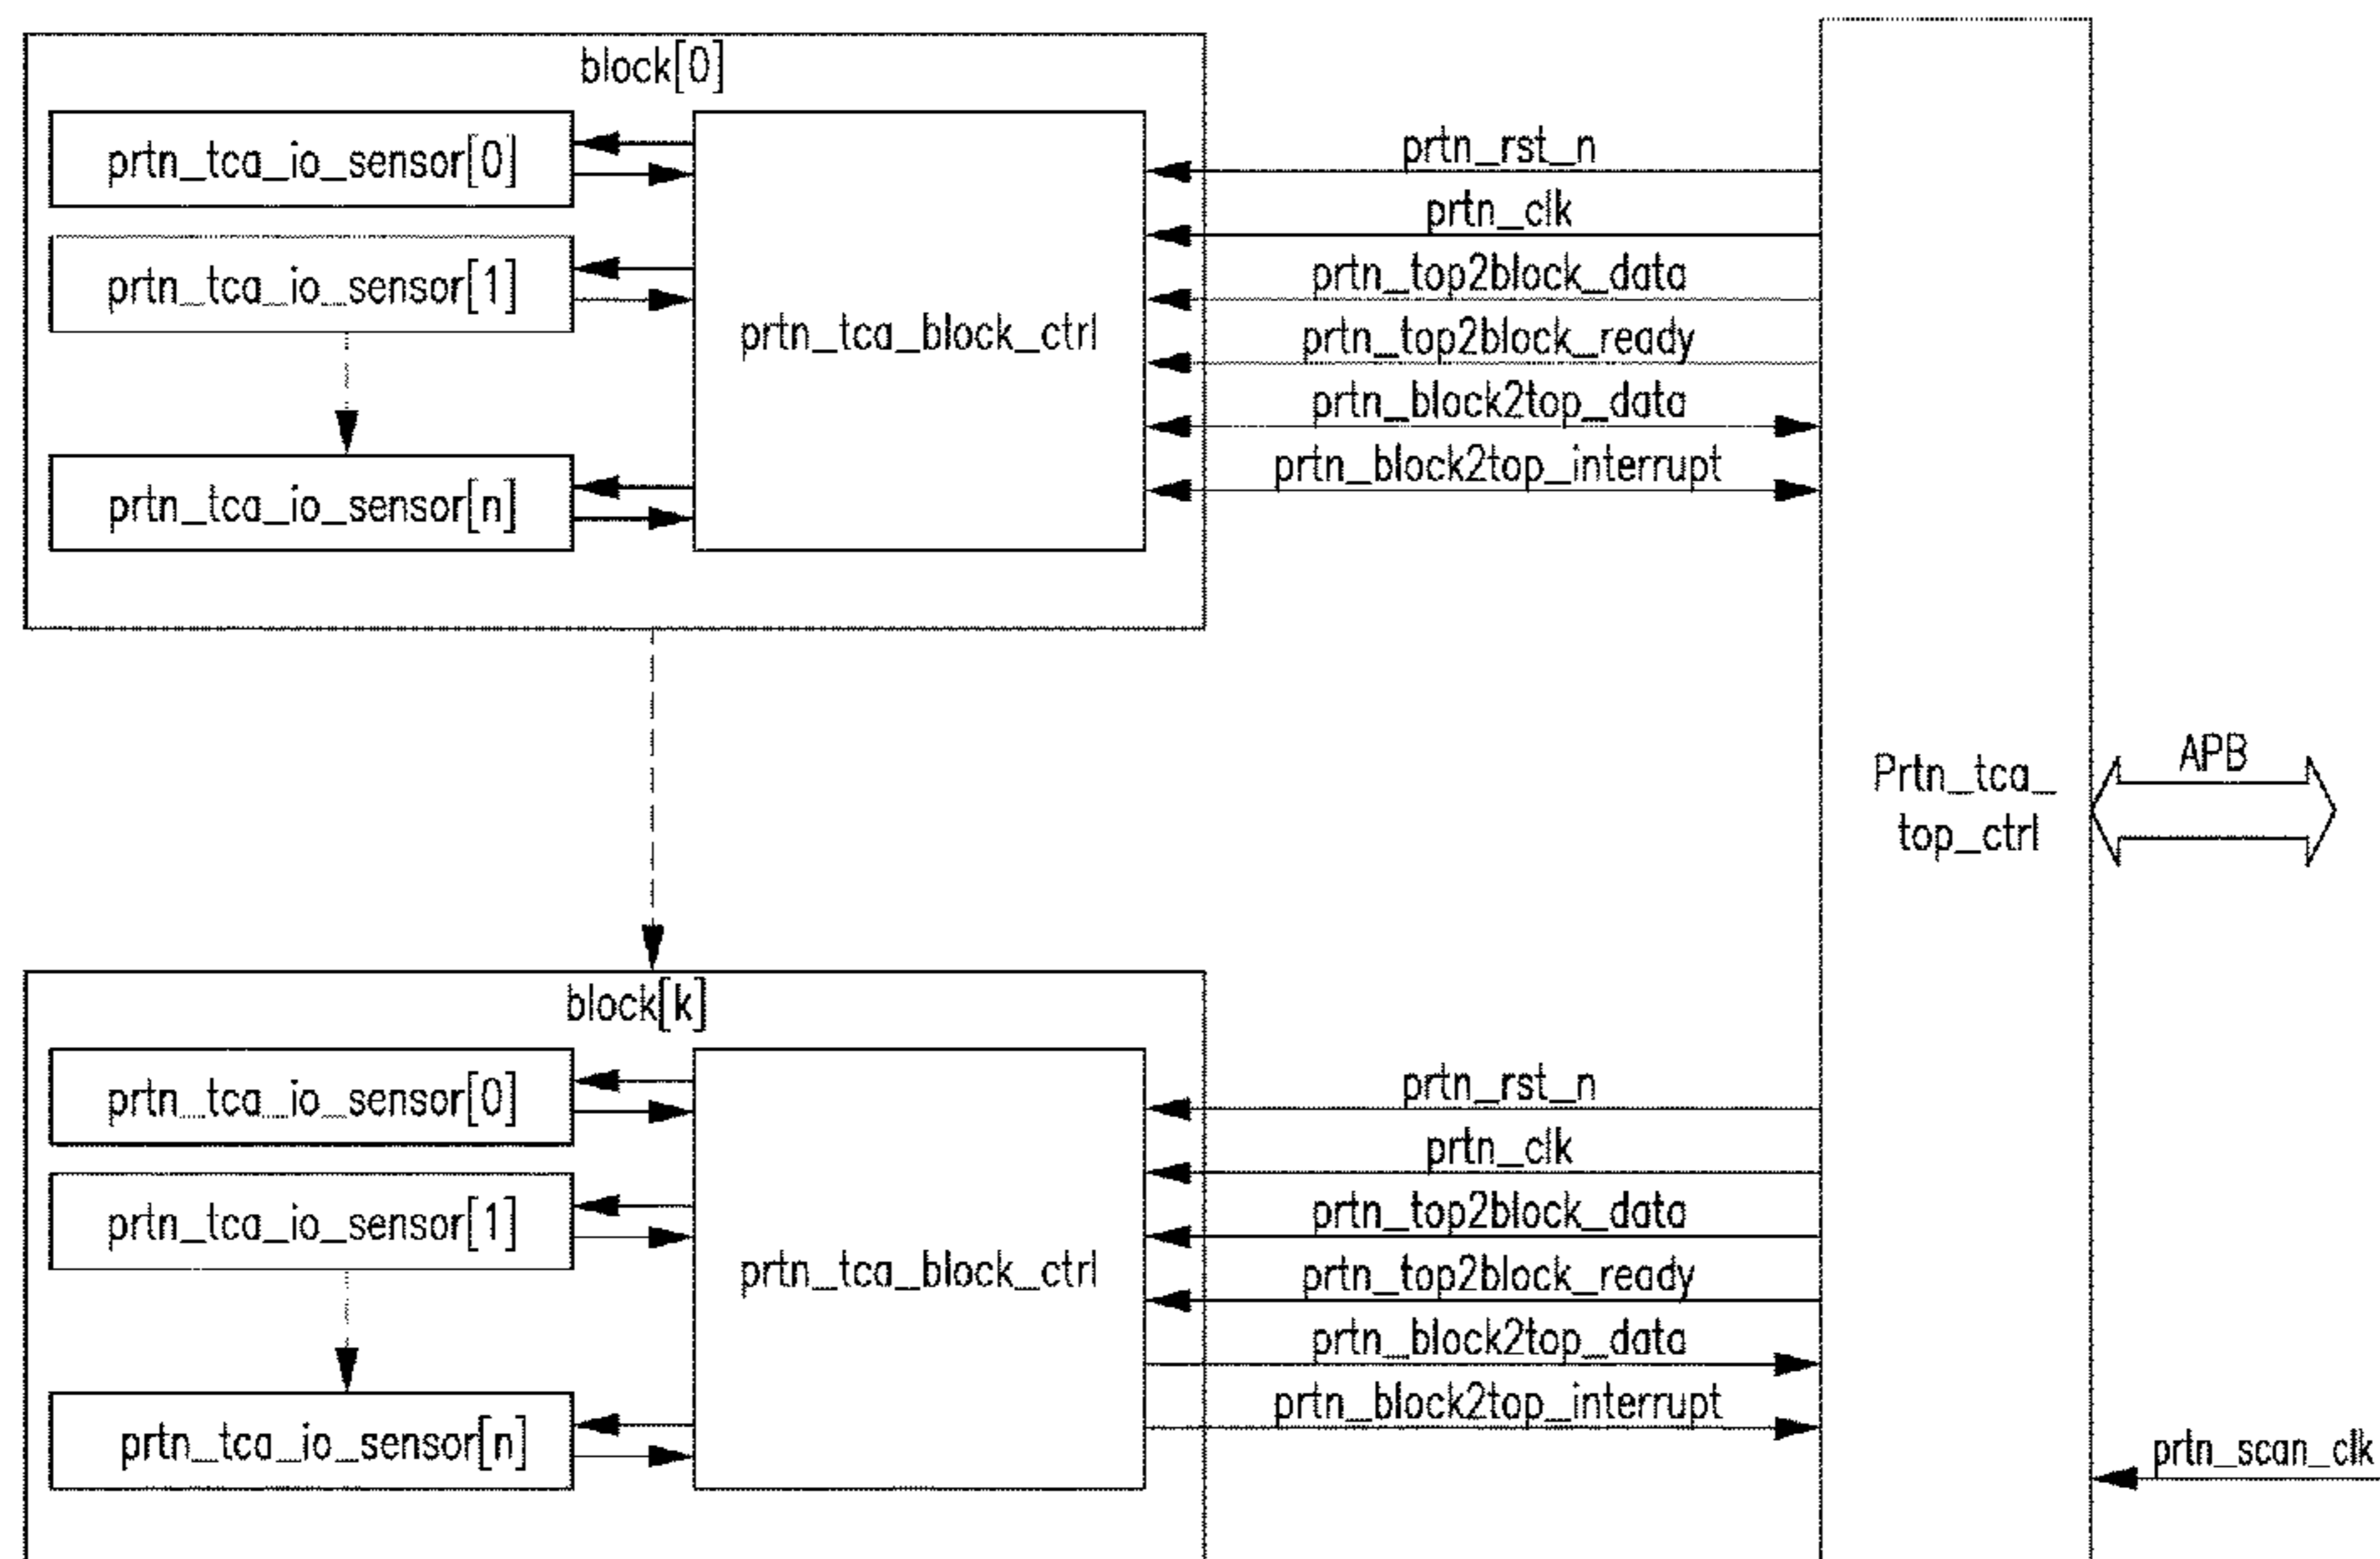 block[0]
prtn_tca_io_sensor[0]
prtn_tca_io_sensor[1]
prtn_tca_io_sensor[n]
prtn_tca_block_ctrl
prtn_rst_n
prtn_clk
prtn_top2block_data
prtn_top2block_ready
prtn_block2top_data
prtn_block2top_interrupt
Prtn_tca_
top_ctrl
APB
block[k]
prtn_tca_io_sensor[0]
prtn_tca_io_sensor[1]
prtn_tca_io_sensor[n]
prtn_tca_block_ctrl
prtn_rst_n
prtn_clk
prtn_top2block_data
prtn_top2block_ready
prtn_block2top_data
prtn_block2top_interrupt
prtn_scan_clk